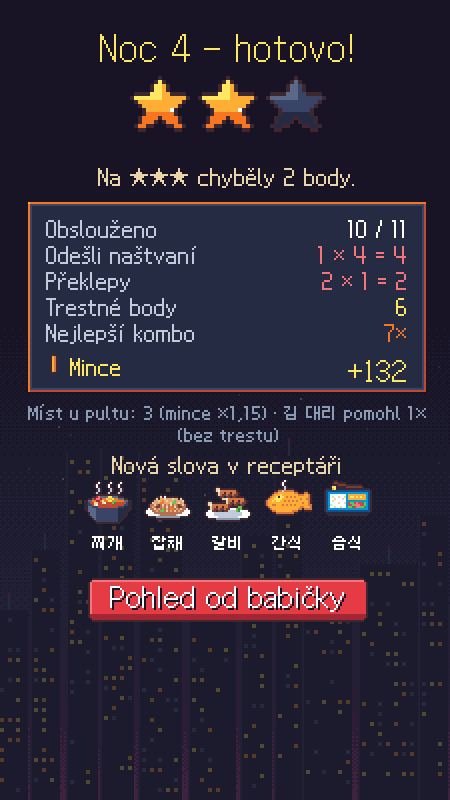 Noc 4 – hotovo!
Na ★★★ chyběly 2 body.
Obslouženo 10 / 11
Odešli naštvaní 1 × 4 = 4
Překlepy 2 × 1 = 2
Trestné body 6
Nejlepší kombo 7×
Mince +132
Míst u pultu: 3 (mince ×1,15) · 김 대리 pomohl 1×
(bez trestu)
Nová slova v receptáři
찌개 잡채 갈비 간식 음식
Pohled od babičky